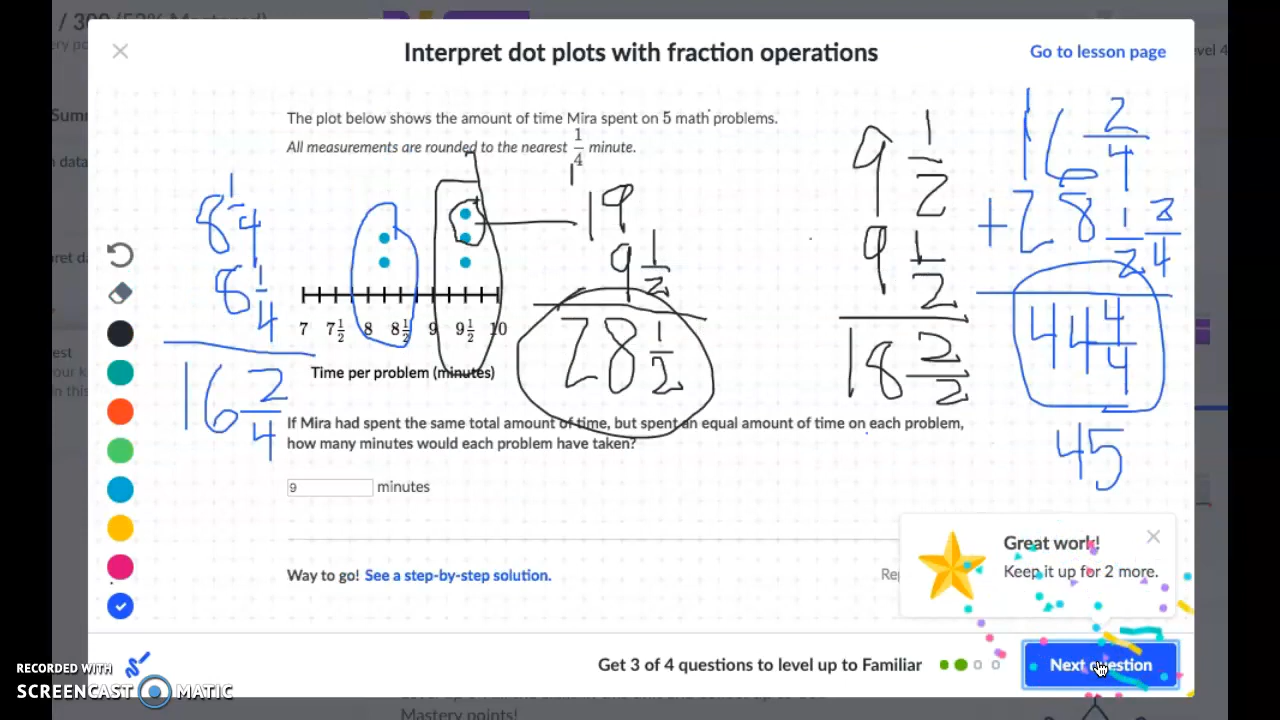 Interpret dot plots with fraction operations
Go to lesson page
The plot below shows the amount of time Mira spent on 5 math problems.
All measurements are rounded to the nearest 1/4 minute.
7 7 1/2 8 8 1/2 9 9 1/2 10
Time per problem (minutes)
8 1/4
8 1/4
16 2/4
19
9 1/2
28 1/2
9 1/2
9 1/2
18 2/2
16 2/4
+28 1/2 2/4
44 4/4
45
If Mira had spent the same total amount of time, but spent an equal amount of time on each problem,
how many minutes would each problem have taken?
9 minutes
Great work!
Keep it up for 2 more.
Way to go! See a step-by-step solution.
Get 3 of 4 questions to level up to Familiar
Next question
RECORDED WITH
SCREENCAST MATIC
Mastery points!